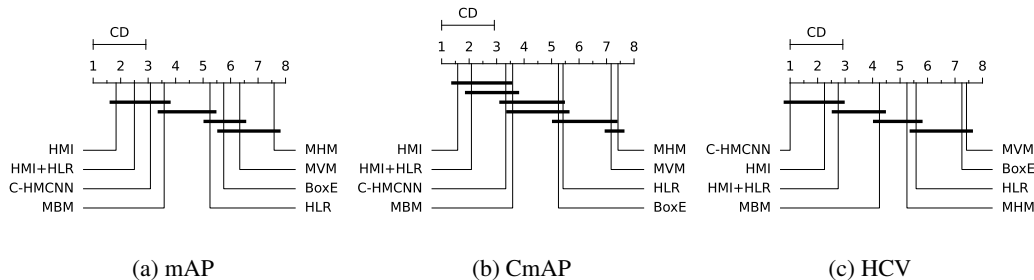 CD
1 2 3 4 5 6 7 8
HMI
HMI+HLR
C-HMCNN
MBM
MHM
MVM
BoxE
HLR
(a) mAP
CD
1 2 3 4 5 6 7 8
HMI
HMI+HLR
C-HMCNN
MBM
MHM
MVM
HLR
BoxE
(b) CmAP
CD
1 2 3 4 5 6 7 8
C-HMCNN
HMI
HMI+HLR
MBM
MVM
BoxE
HLR
MHM
(c) HCV